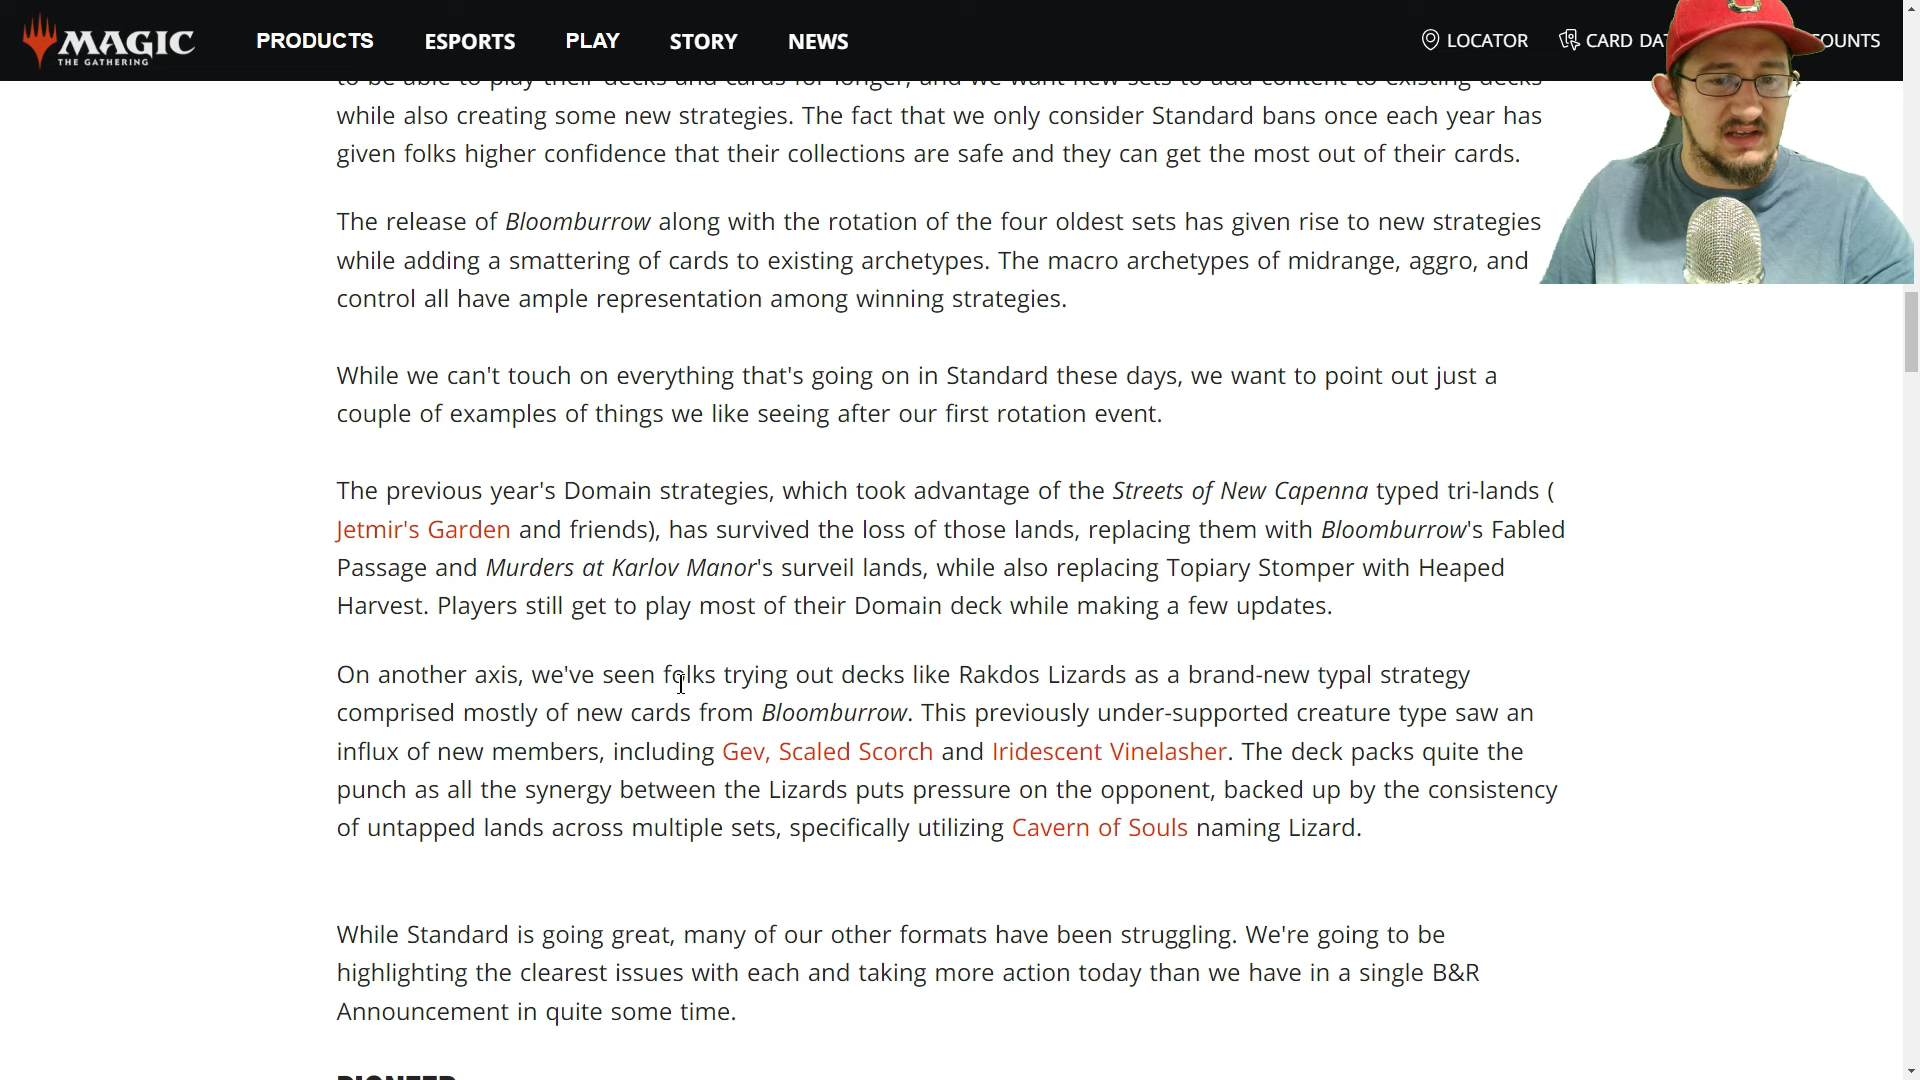 MAGIC
THE GATHERING
PRODUCTS
ESPORTS
PLAY
STORY
NEWS
LOCATOR
CARD DAT
OUNTS
to be able to play their decks and cards for longer, and we want new sets to add content to existing decks
while also creating some new strategies. The fact that we only consider Standard bans once each year has
given folks higher confidence that their collections are safe and they can get the most out of their cards.
The release of Bloomburrow along with the rotation of the four oldest sets has given rise to new strategies
while adding a smattering of cards to existing archetypes. The macro archetypes of midrange, aggro, and
control all have ample representation among winning strategies.
While we can't touch on everything that's going on in Standard these days, we want to point out just a
couple of examples of things we like seeing after our first rotation event.
The previous year's Domain strategies, which took advantage of the Streets of New Capenna typed tri-lands (
Jetmir's Garden and friends), has survived the loss of those lands, replacing them with Bloomburrow's Fabled
Passage and Murders at Karlov Manor's surveil lands, while also replacing Topiary Stomper with Heaped
Harvest. Players still get to play most of their Domain deck while making a few updates.
On another axis, we've seen folks trying out decks like Rakdos Lizards as a brand-new typal strategy
comprised mostly of new cards from Bloomburrow. This previously under-supported creature type saw an
influx of new members, including Gev, Scaled Scorch and Iridescent Vinelasher. The deck packs quite the
punch as all the synergy between the Lizards puts pressure on the opponent, backed up by the consistency
of untapped lands across multiple sets, specifically utilizing Cavern of Souls naming Lizard.
While Standard is going great, many of our other formats have been struggling. We're going to be
highlighting the clearest issues with each and taking more action today than we have in a single B&R
Announcement in quite some time.
PIONEER